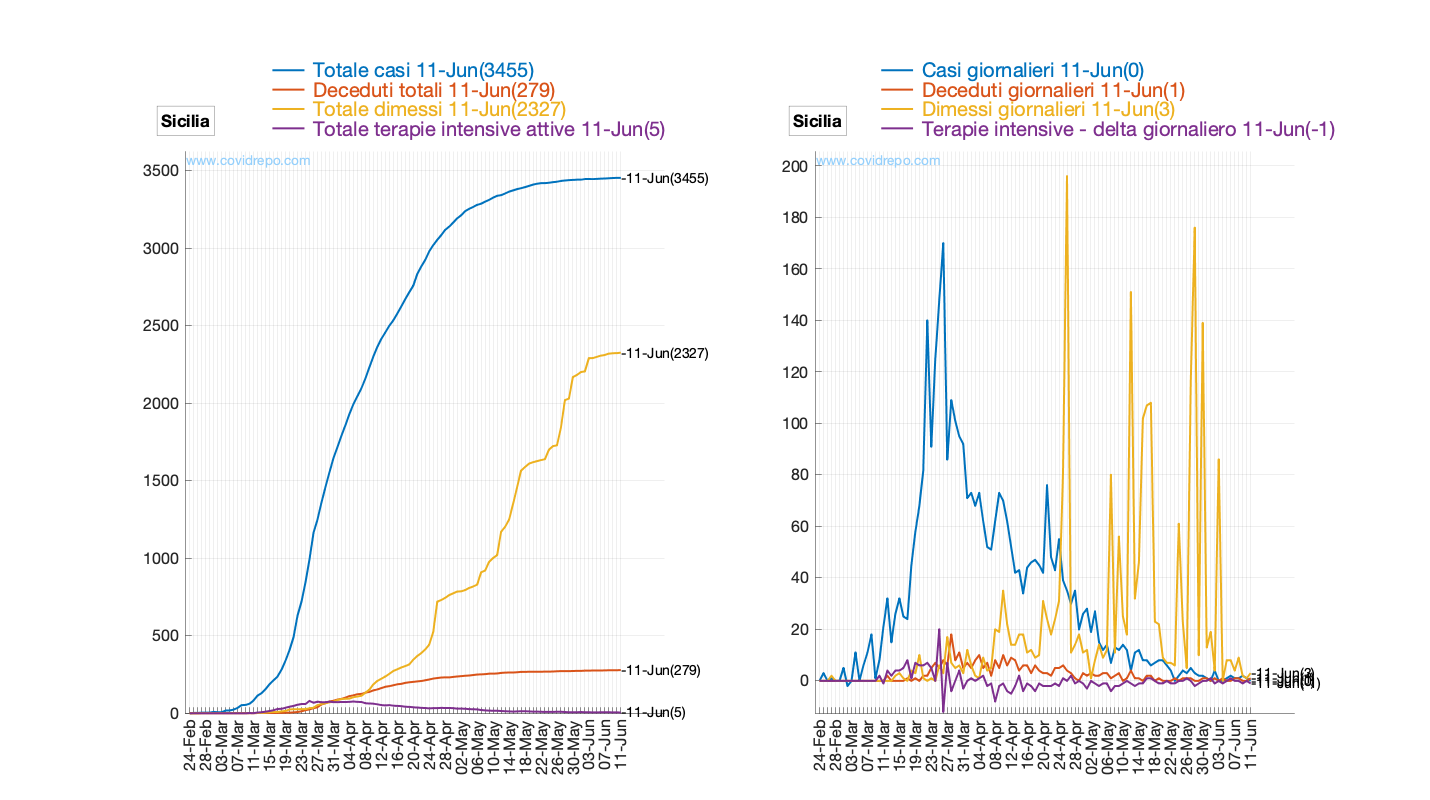 Totale casi 11-Jun(3455)
Deceduti totali 11-Jun(279)
Totale dimessi 11-Jun(2327)
Totale terapie intensive attive 11-Jun(5)
Sicilia
www.covidrepo.com
3500
3000
2500
2000
1500
1000
500
0
-11-Jun(3455)
-11-Jun(2327)
-11-Jun(279)
-11-Jun(5)
24-Feb
28-Feb
03-Mar
07-Mar
11-Mar
15-Mar
19-Mar
23-Mar
27-Mar
31-Mar
04-Apr
08-Apr
12-Apr
16-Apr
20-Apr
24-Apr
28-Apr
02-May
06-May
10-May
14-May
18-May
22-May
26-May
30-May
03-Jun
07-Jun
11-Jun
Casi giornalieri 11-Jun(0)
Deceduti giornalieri 11-Jun(1)
Dimessi giornalieri 11-Jun(3)
Terapie intensive - delta giornaliero 11-Jun(-1)
Sicilia
www.covidrepo.com
200
180
160
140
120
100
80
60
40
20
0
-11-Jun(3)
-11-Jun(-1)
24-Feb
28-Feb
03-Mar
07-Mar
11-Mar
15-Mar
19-Mar
23-Mar
27-Mar
31-Mar
04-Apr
08-Apr
12-Apr
16-Apr
20-Apr
24-Apr
28-Apr
02-May
06-May
10-May
14-May
18-May
22-May
26-May
30-May
03-Jun
07-Jun
11-Jun